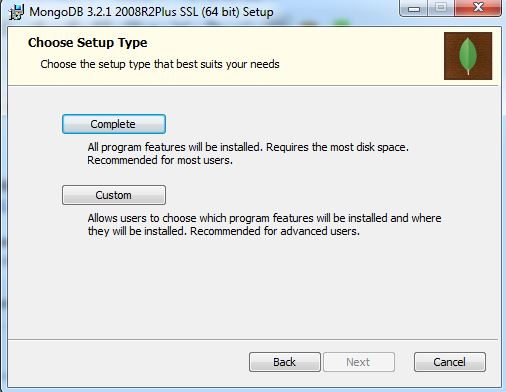 MongoDB 3.2.1 2008R2Plus SSL (64 bit) Setup
Choose Setup Type
Choose the setup type that best suits your needs
Complete
All program features will be installed. Requires the most disk space.
Recommended for most users.
Custom
Allows users to choose which program features will be installed and where
they will be installed. Recommended for advanced users.
Back
Next
Cancel